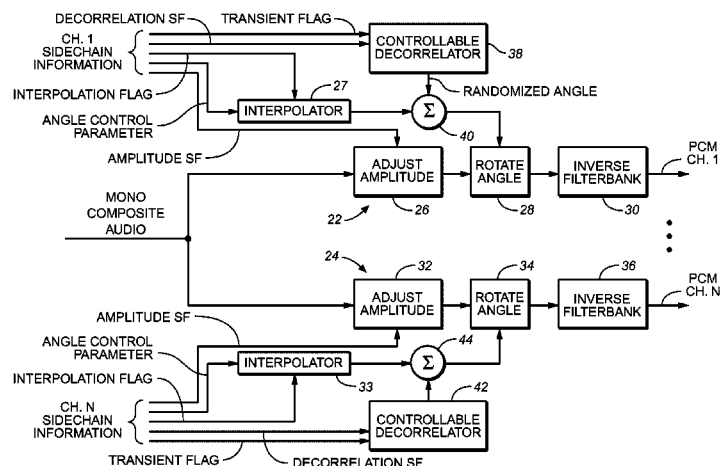 DECORRELATION SF
TRANSIENT FLAG
CH. 1
SIDECHAIN
INFORMATION
CONTROLLABLE
DECORRELATOR
38
INTERPOLATION FLAG
27
RANDOMIZED ANGLE
ANGLE CONTROL
PARAMETER
INTERPOLATOR
Σ
40
AMPLITUDE SF
MONO
COMPOSITE
AUDIO
ADJUST
AMPLITUDE
ROTATE
ANGLE
INVERSE
FILTERBANK
PCM
CH. 1
22
26
28
30
24
32
34
36
ADJUST
AMPLITUDE
ROTATE
ANGLE
INVERSE
FILTERBANK
PCM
CH. N
AMPLITUDE SF
ANGLE CONTROL
PARAMETER
INTERPOLATOR
Σ
44
INTERPOLATION FLAG
33
42
CH. N
SIDECHAIN
INFORMATION
CONTROLLABLE
DECORRELATOR
TRANSIENT FLAG
DECORRELATION SF